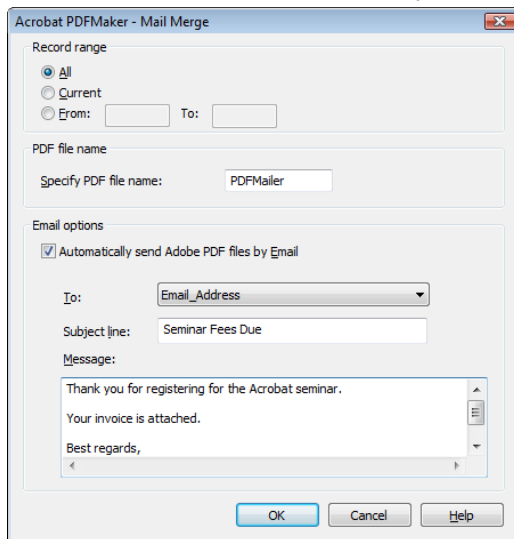 Acrobat PDFMaker - Mail Merge
Record range
All
Current
From: To:
PDF file name
Specify PDF file name: PDFMailer
Email options
Automatically send Adobe PDF files by Email
To: Email_Address
Subject line: Seminar Fees Due
Message:
Thank you for registering for the Acrobat seminar.
Your invoice is attached.
Best regards,
OK Cancel Help